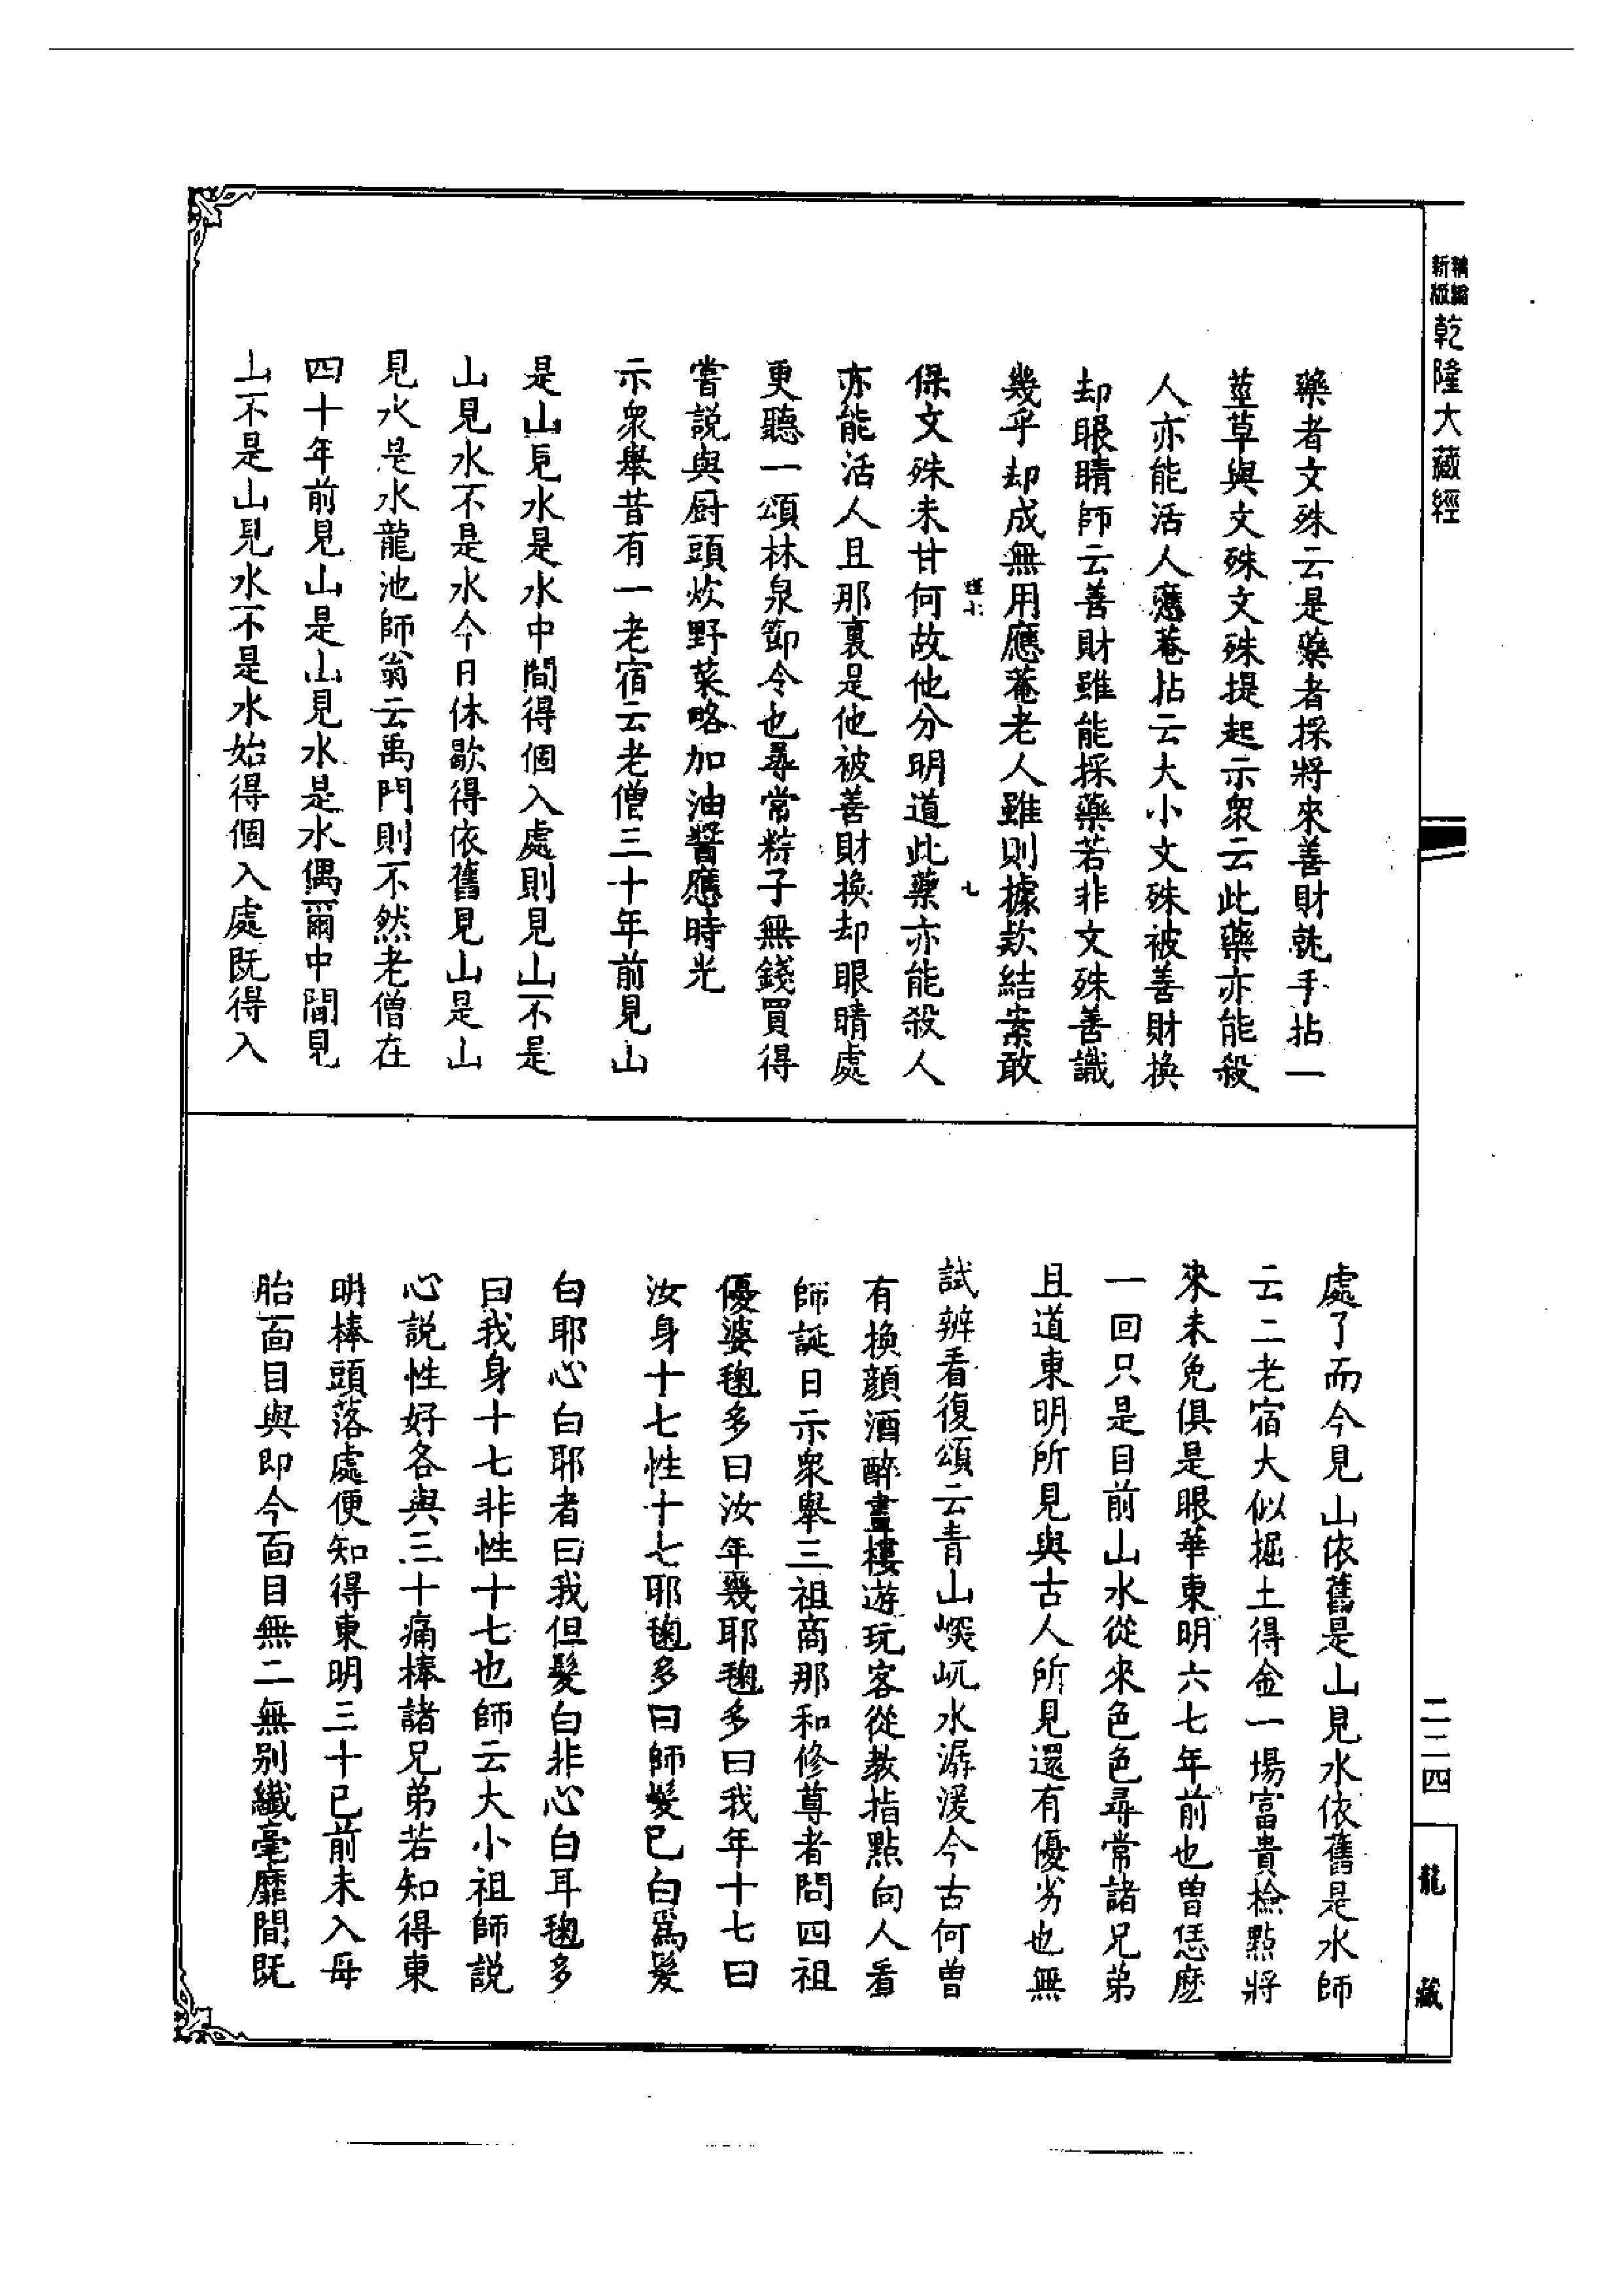 精縮
新版
乾隆大藏經
藥者文殊云是藥者採將來善財就手拈一
莖草與文殊文殊提起示衆云此藥亦能殺
人亦能活人應菴拈云大小文殊被善財換
却眼睛師云善財雖能採藥若非文殊善識
幾乎却成無用應菴老人雖則據欵結案敢
七
保文殊未甘何故他分明道此藥亦能殺人
亦能活人且那裏是他被善財換却眼睛處
更聽一頌林泉節令也尋常粽子無錢買得
嘗説與厨頭炊野菜略加油醬應時光
示衆舉昔有一老宿云老僧三十年前見山
是山見水是水中間得個入處則見山不是
山見水不是水今日休歇得依舊見山是山
見水是水龍池師翁云禹門則不然老僧在
四十年前見山是山見水是水偶爾中間見
山不是山見水不是水始得個入處既得入
處了而今見山依舊是山見水依舊是水師
云二老宿大似掘土得金一場富貴檢點將
來未免俱是眼華東明六七年前也曾恁麽
一回只是目前山水從來色色尋常諸兄弟
且道東明所見與古人所見還有優劣也無
試辨看復頌云青山㟮屼水潺湲今古何曾
有換顏酒醉畫樓遊玩客從教指點向人看
師誕日示衆舉三祖商那和修尊者問四祖
優婆毱多曰汝年幾耶毱多曰我年十七曰
汝身十七性十七耶毱多曰師髮已白爲髮
白耶心白耶者曰我但髮白非心白耳毱多
曰我身十七非性十七也師云大小祖師説
心説性好各與三十痛棒諸兄弟若知得東
明棒頭落處便知得東明三十已前未入母
胎面目與即今面目無二無别纖毫靡間既
二二四
龍藏